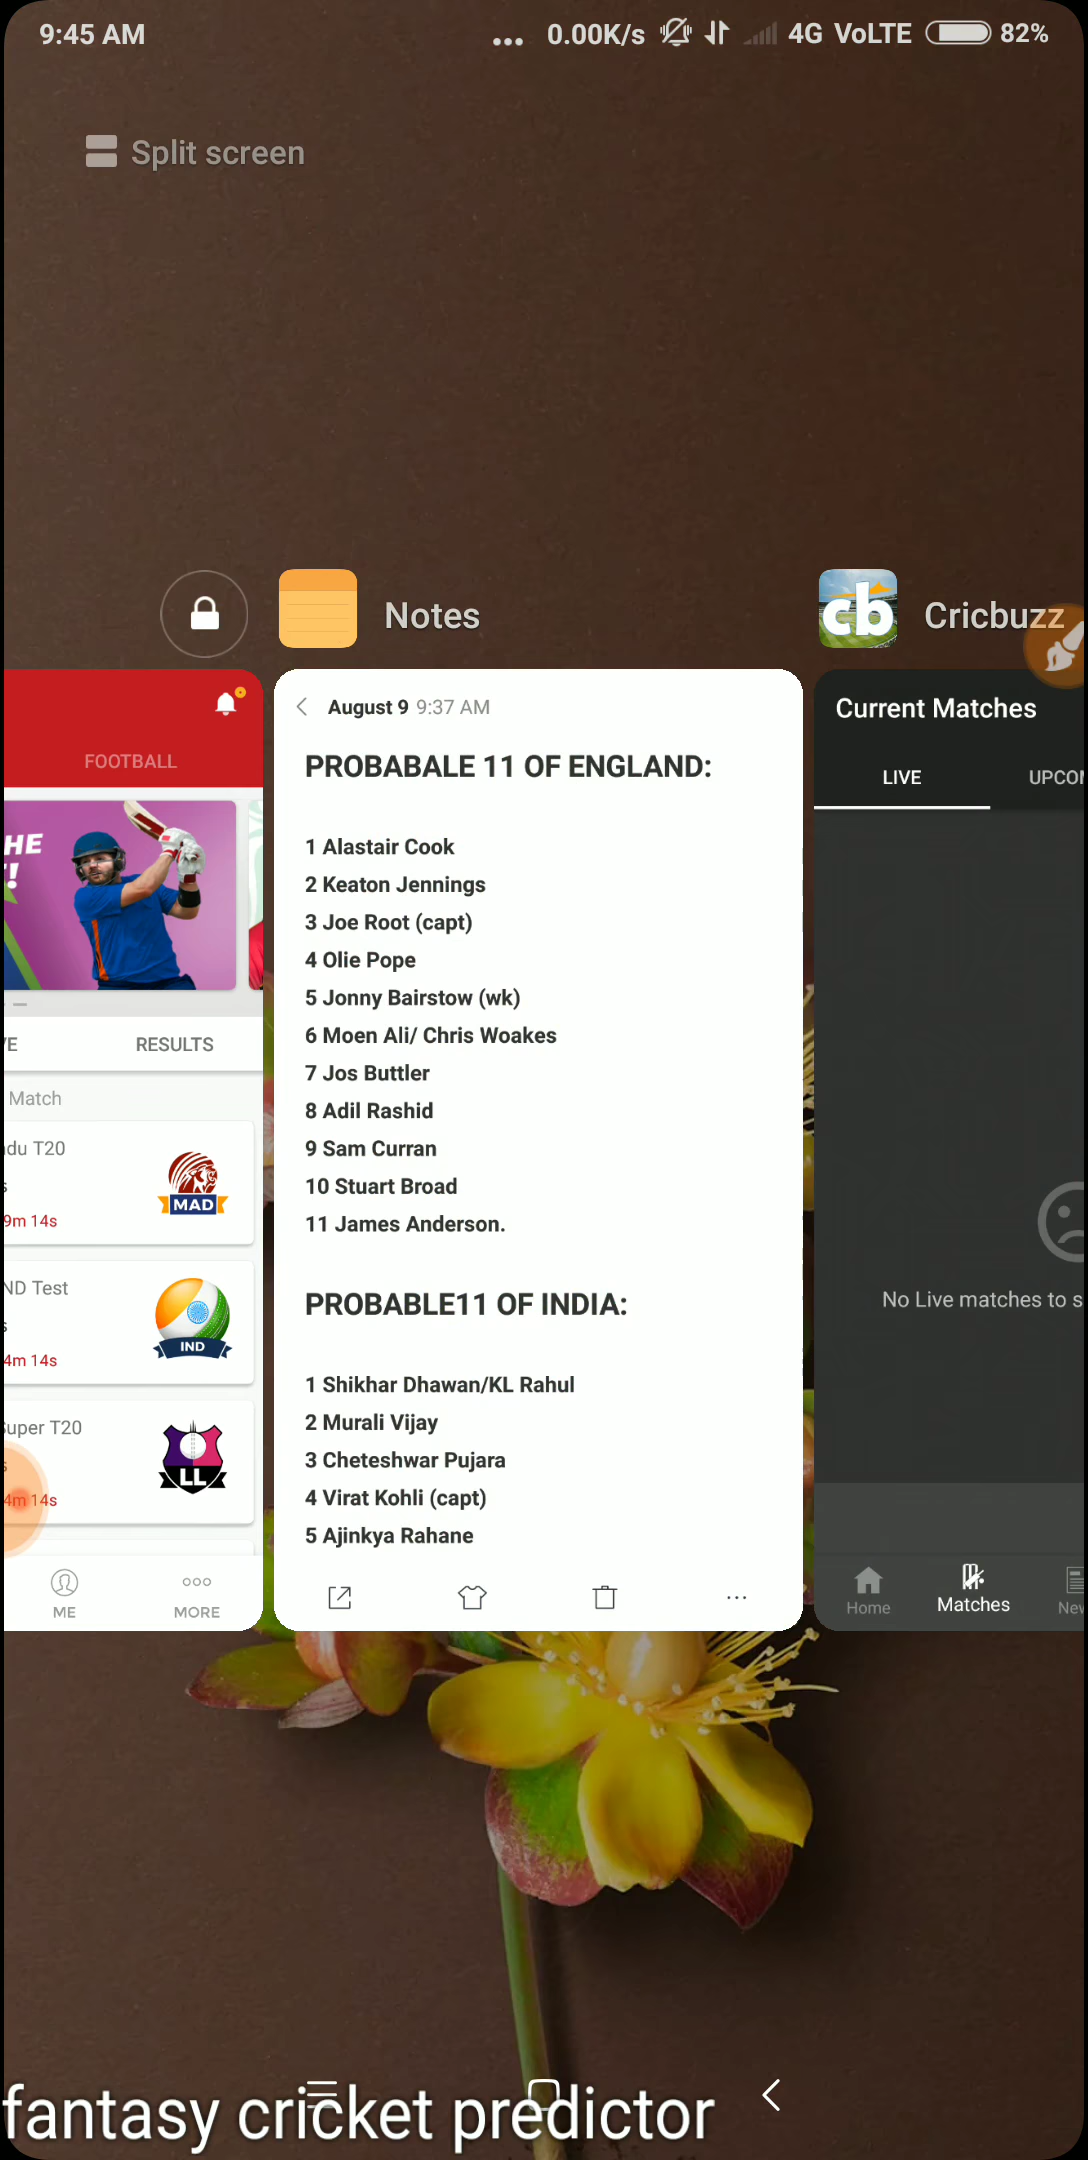 9:45 AM
... 0.00K/s 4G VoLTE 82%
Split screen
Notes
Cricbuzz
FOOTBALL
HE
!
RESULTS
Match
du T20
MAD
9m 14s
ND Test
IND
4m 14s
Super T20
LL
4m 14s
ME
MORE
August 9 9:37 AM
PROBABALE 11 OF ENGLAND:
1 Alastair Cook
2 Keaton Jennings
3 Joe Root (capt)
4 Olie Pope
5 Jonny Bairstow (wk)
6 Moen Ali/ Chris Woakes
7 Jos Buttler
8 Adil Rashid
9 Sam Curran
10 Stuart Broad
11 James Anderson.
PROBABLE11 OF INDIA:
1 Shikhar Dhawan/KL Rahul
2 Murali Vijay
3 Cheteshwar Pujara
4 Virat Kohli (capt)
5 Ajinkya Rahane
cb
Current Matches
LIVE
UPCO
No Live matches to s
Home
Matches
New
fantasy cricket predictor